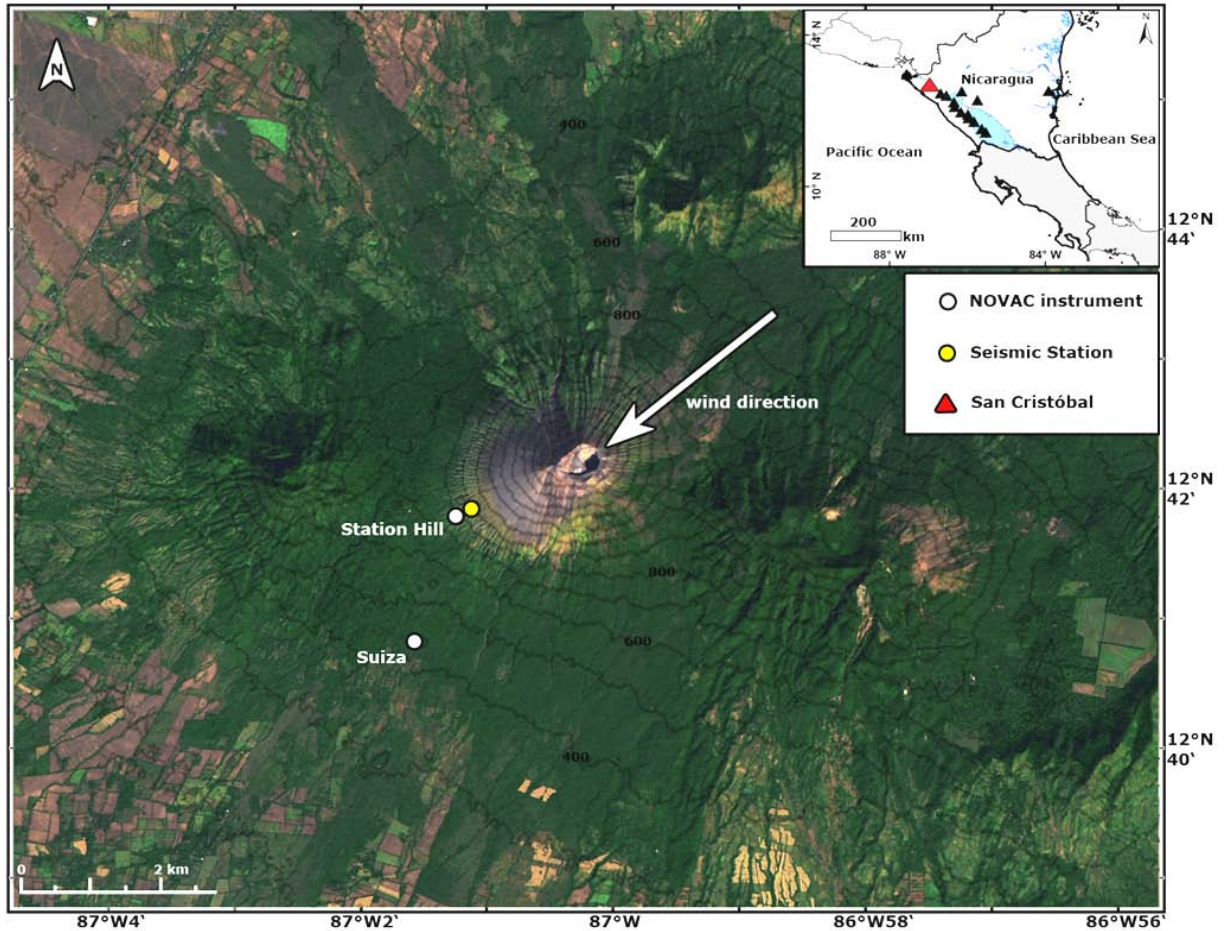 N
14°N
N
Nicaragua
Caribbean Sea
Pacific Ocean
10°N
200
km
88°W
84°W
400
12°N
44‘
600
NOVAC instrument
800
Seismic Station
wind direction
San Cristóbal
12°N
42‘
Station Hill
800
600
Suiza
12°N
40‘
400
0
2 km
87°W4‘
87°W2
87°W
86°W58
86°W56‘